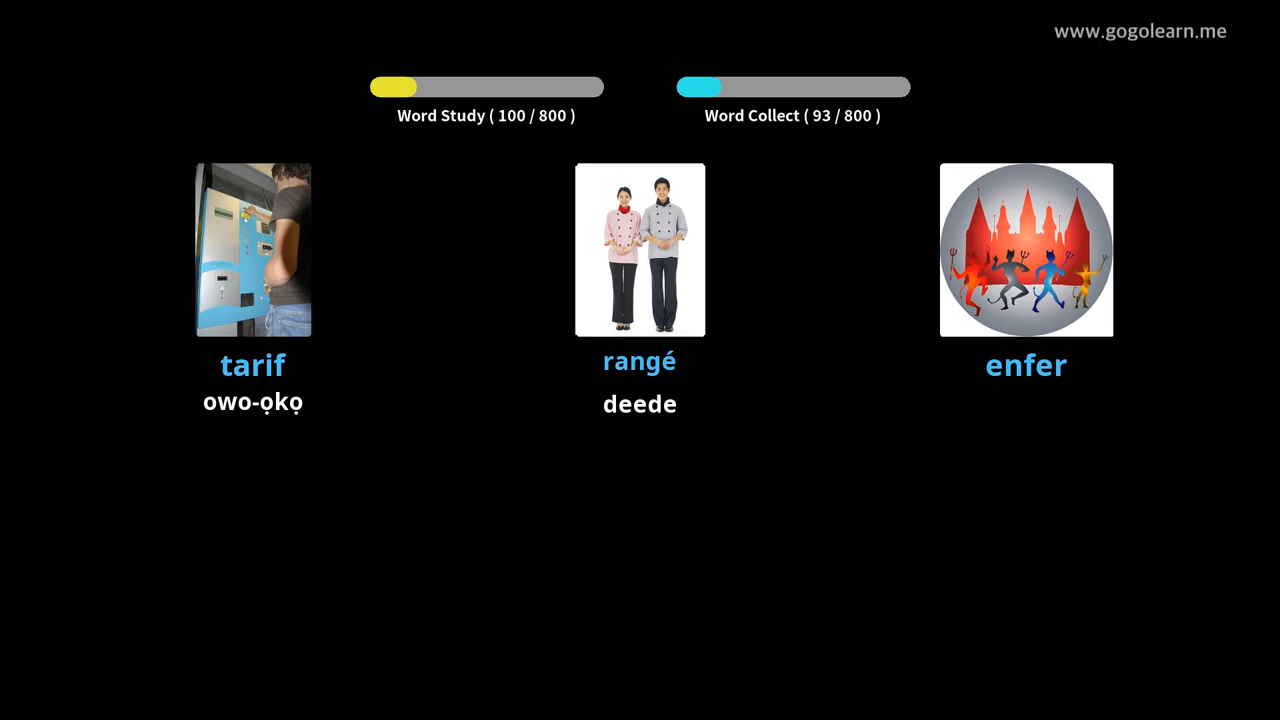 www.gogolearn.me
Word Study ( 100 / 800 )
Word Collect ( 93 / 800 )
tarif
owo-ọkọ
rangé
deede
enfer